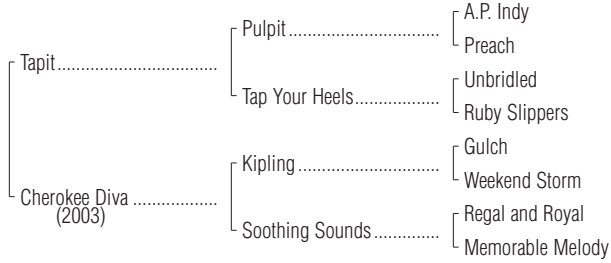 A.P. Indy
Pulpit
Preach
Tapit
Unbridled
Tap Your Heels
Ruby Slippers
Gulch
Kipling
Weekend Storm
Cherokee Diva
(2003)
Regal and Royal
Soothing Sounds
Memorable Melody